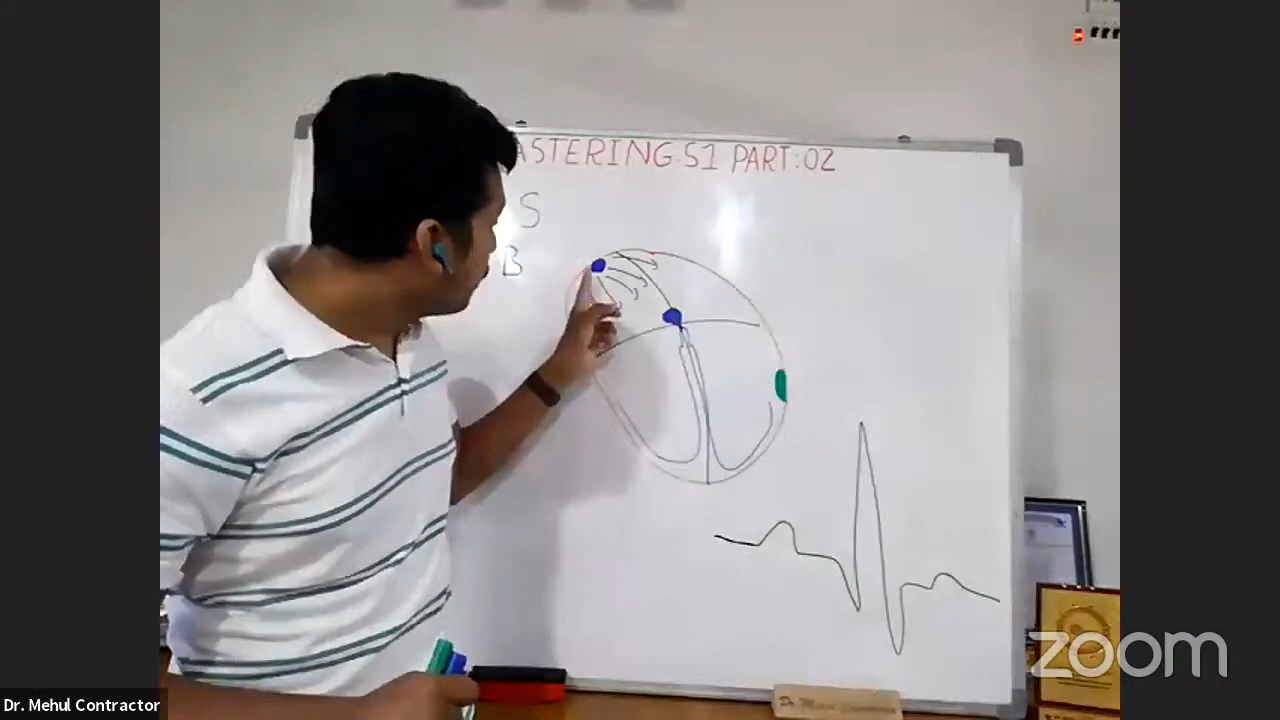 ASTERING S1 PART:02
S
B
zoom
Dr. Mehul Contractor